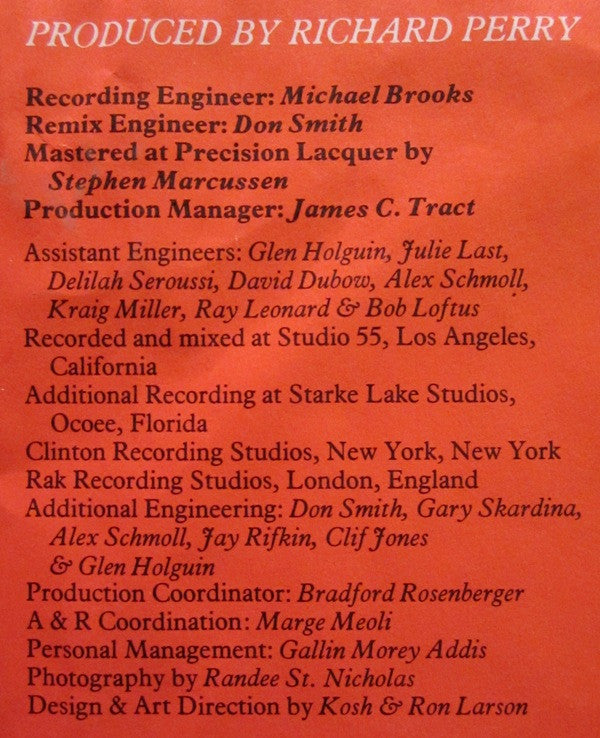 PRODUCED BY RICHARD PERRY
Recording Engineer: Michael Brooks
Remix Engineer: Don Smith
Mastered at Precision Lacquer by
Stephen Marcussen
Production Manager: James C. Tract
Assistant Engineers: Glen Holguin, Julie Last,
Delilah Seroussi, David Dubow, Alex Schmoll,
Kraig Miller, Ray Leonard & Bob Loftus
Recorded and mixed at Studio 55, Los Angeles,
California
Additional Recording at Starke Lake Studios,
Ocoee, Florida
Clinton Recording Studios, New York, New York
Rak Recording Studios, London, England
Additional Engineering: Don Smith, Gary Skardina,
Alex Schmoll, Jay Rifkin, Clif Jones
& Glen Holguin
Production Coordinator: Bradford Rosenberger
A & R Coordination: Marge Meoli
Personal Management: Gallin Morey Addis
Photography by Randee St. Nicholas
Design & Art Direction by Kosh & Ron Larson